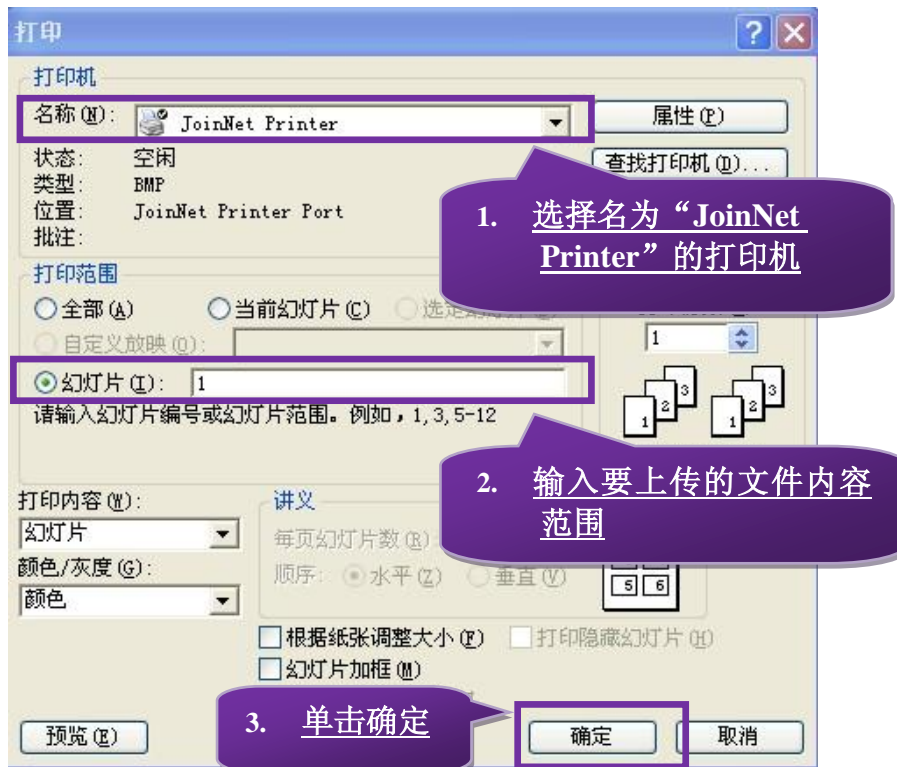 打印
打印机
名称(N): JoinNet Printer 属性(P)
状态: 空闲 查找打印机(D)...
类型: BMP
位置: JoinNet Printer Port
批注:
1. 选择名为“JoinNet
Printer”的打印机
打印范围
全部(A) 当前幻灯片(C)
自定义放映(O): 1
幻灯片(I): 1
请输入幻灯片编号或幻灯片范围。例如，1,3,5-12
1 2 3 1 2 3
2. 输入要上传的文件内容
范围
打印内容(W): 讲义
幻灯片 每页幻灯片数(R)
颜色/灰度(G): 顺序: 水平(Z) 垂直(V) 5 6
颜色
根据纸张调整大小(F) 打印隐藏幻灯片(H)
幻灯片加框(M)
3. 单击确定
预览(E) 确定 取消